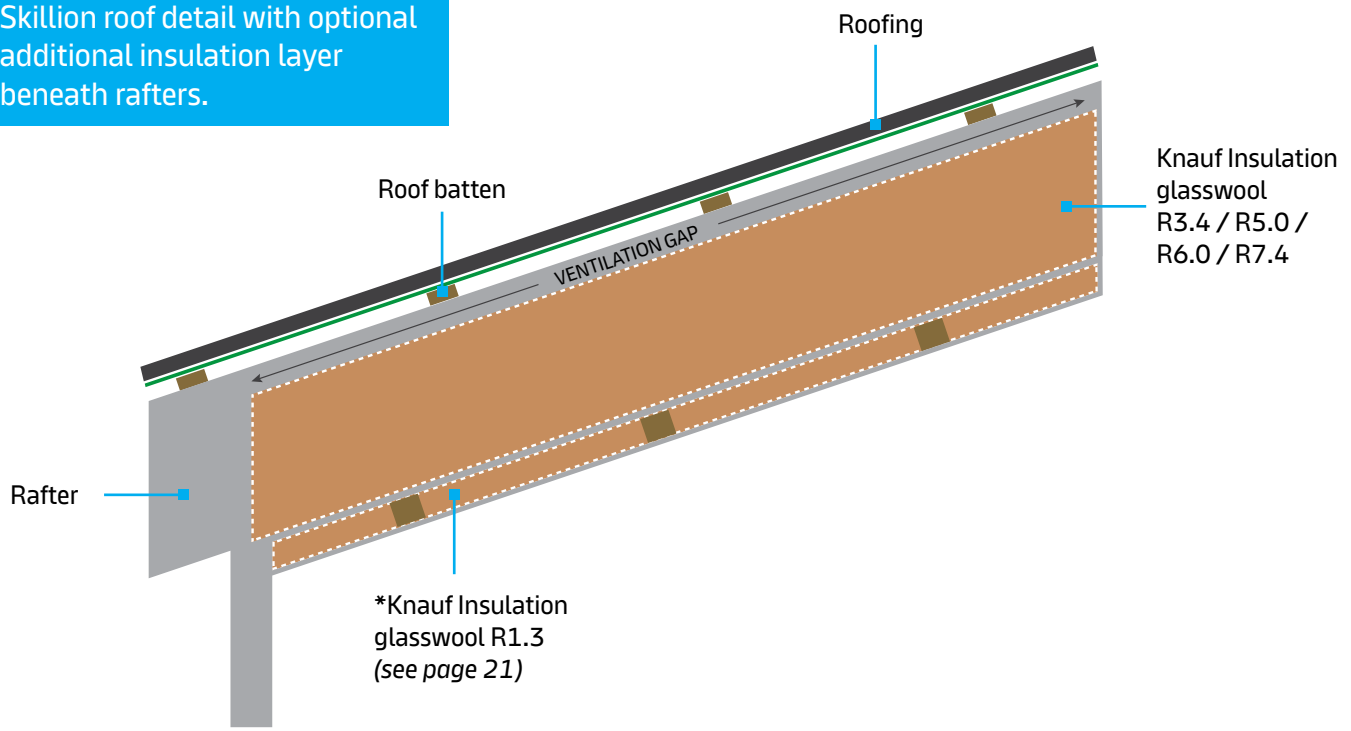 Skillion roof detail with optional
additional insulation layer
beneath rafters.
Roofing
Roof batten
Knauf Insulation
glasswool
R3.4 / R5.0 /
R6.0 / R7.4
VENTILATION GAP
Rafter
*Knauf Insulation
glasswool R1.3
(see page 21)